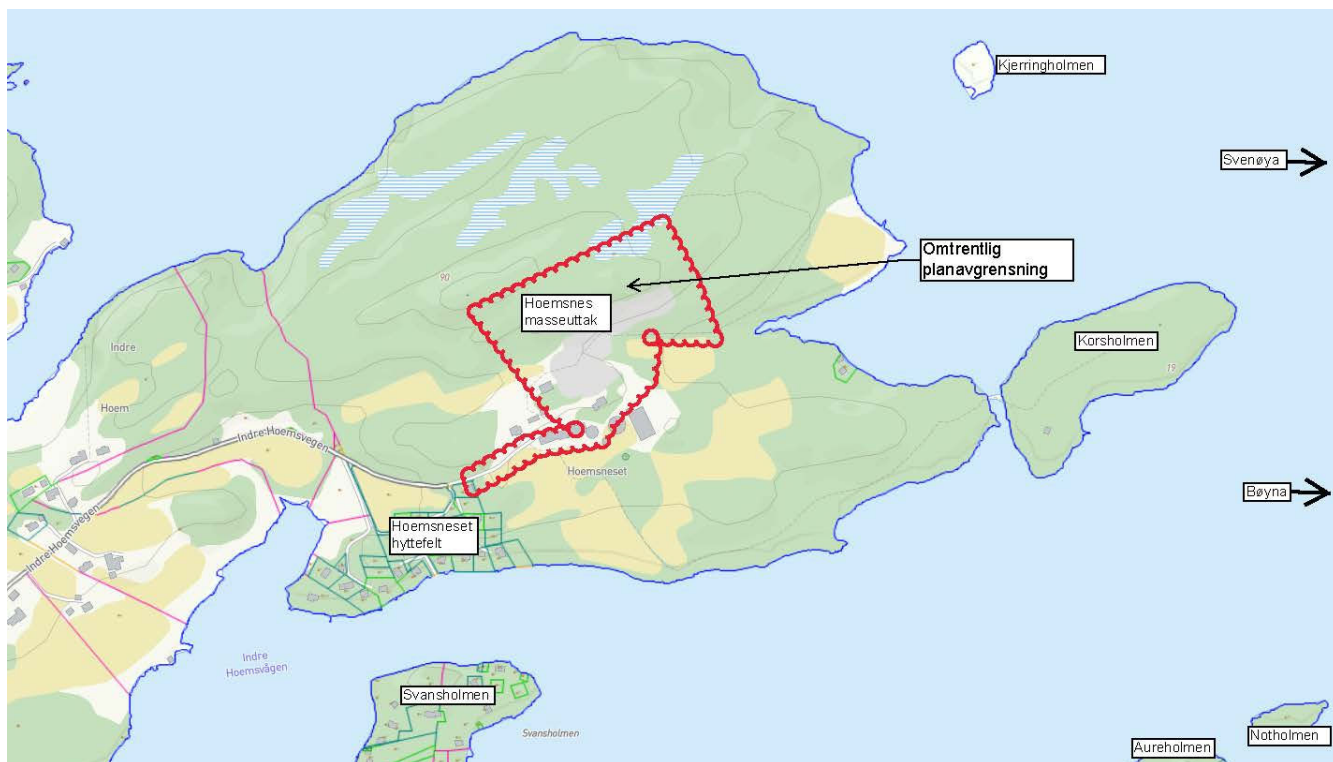 Kjerringholmen
Svenøya
Omtrentlig
planavgrensning
90
Hoemsnes
masseuttak
Korsholmen
19
Indre
Hoem
Indre Hoemsvegen
Hoemsneset
Bøyna
Hoemsneset
hyttefelt
Indre Hoemsvegen
Indre
Hoemsvågen
Svansholmen
Svansholmen
Notholmen
Aureholmen